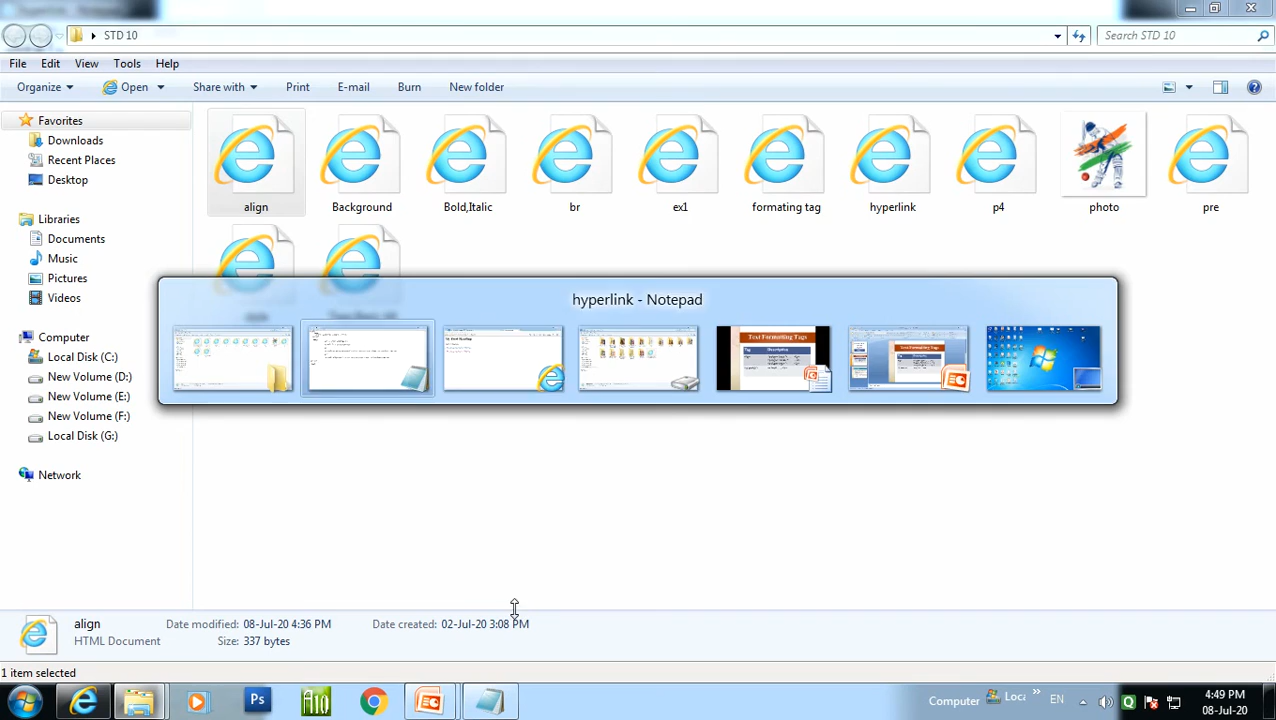 STD 10
Search STD 10
File Edit View Tools Help
Organize Open Share with Print E-mail Burn New folder
Favorites
Downloads
Recent Places
Desktop
Libraries
Documents
Music
Pictures
Videos
Computer
Local Disk (C:)
New Volume (D:)
New Volume (E:)
New Volume (F:)
Local Disk (G:)
Network
align Background Bold,Italic br ex1 formating tag hyperlink p4 photo pre
hyperlink - Notepad
Text Formatting Tags
align
HTML Document
Date modified: 08-Jul-20 4:36 PM
Size: 337 bytes
Date created: 02-Jul-20 3:08 PM
1 item selected
Ps
Computer Loca » EN
4:49 PM
08-Jul-20